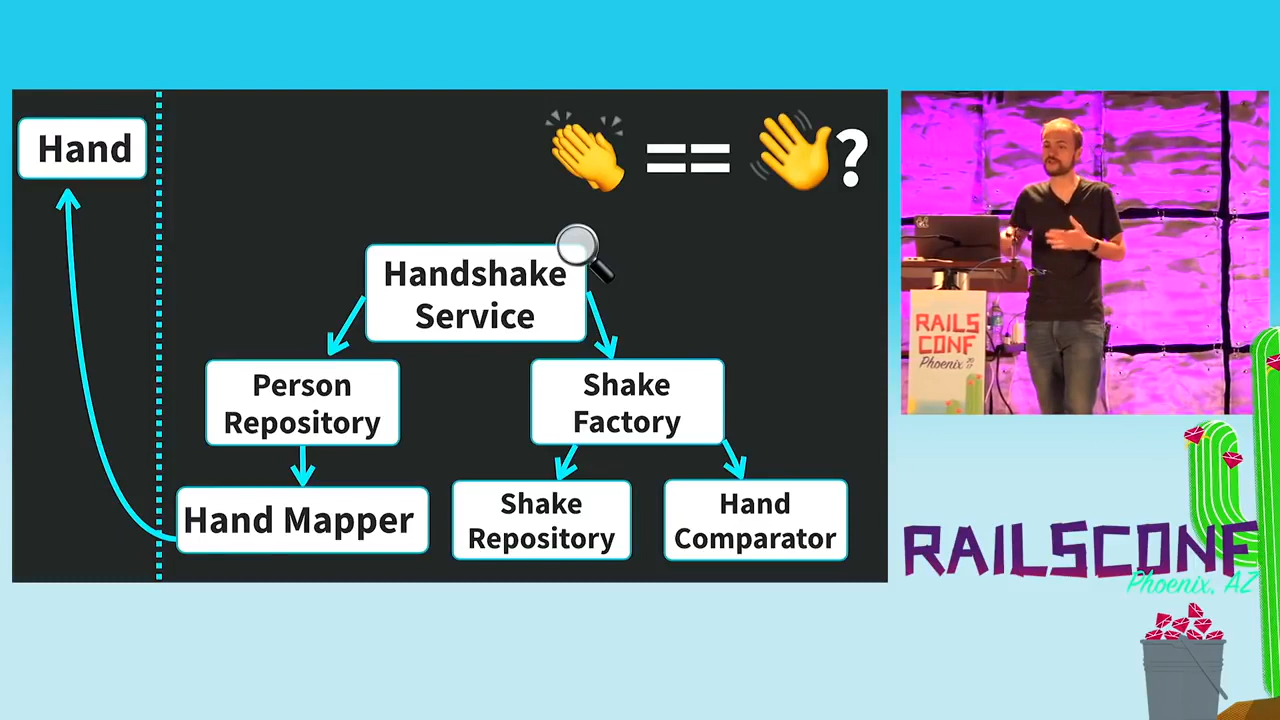 Hand
== ?
Handshake
Service
Person
Repository
Shake
Factory
Hand Mapper
Shake
Repository
Hand
Comparator
RAILS
CONF
Phoenix 2017
RAILSCONF
Phoenix, AZ